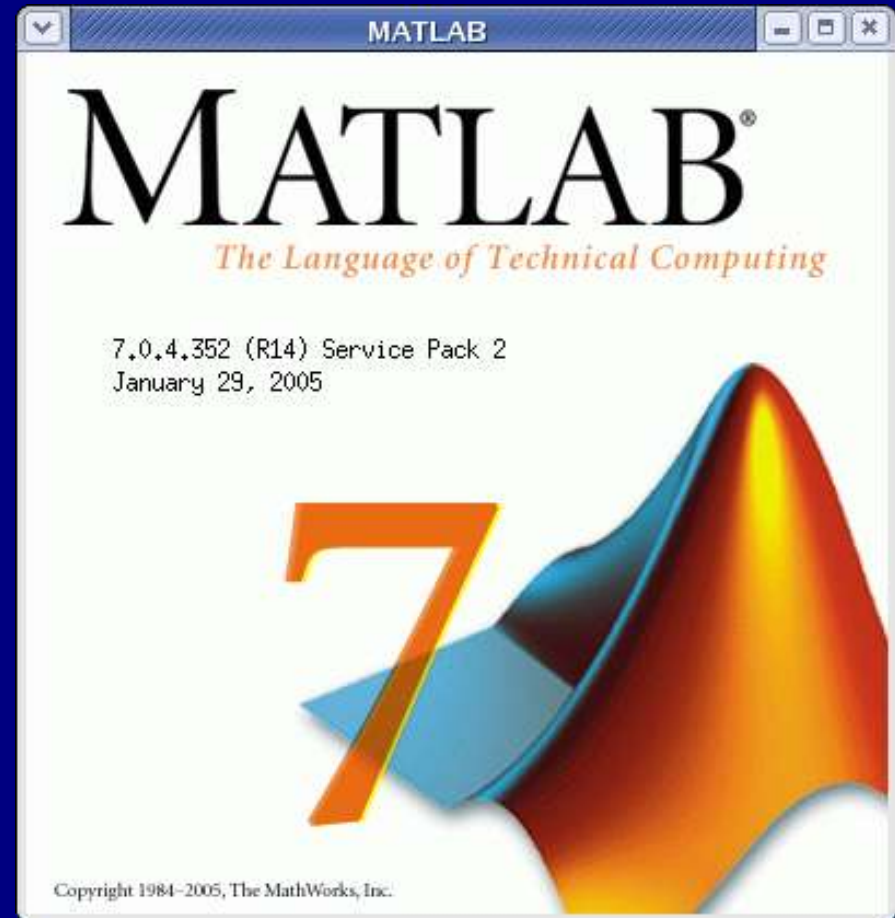 MATLAB
MATLAB®
The Language of Technical Computing
7.0.4.352 (R14) Service Pack 2
January 29, 2005
7
Copyright 1984–2005, The MathWorks, Inc.